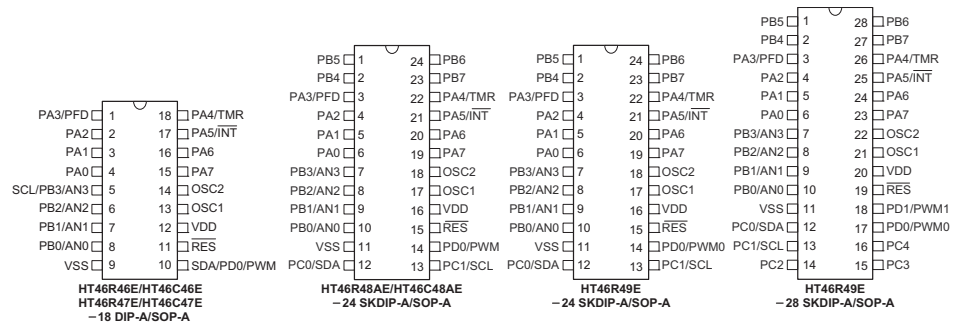 PA3/PFD 1 18 PA4/TMR
PA2 2 17 PA5/INT
PA1 3 16 PA6
PA0 4 15 PA7
SCL/PB3/AN3 5 14 OSC2
PB2/AN2 6 13 OSC1
PB1/AN1 7 12 VDD
PB0/AN0 8 11 RES
VSS 9 10 SDA/PD0/PWM
HT46R46E/HT46C46E
HT46R47E/HT46C47E
−18 DIP-A/SOP-A
PB5 1 24 PB6
PB4 2 23 PB7
PA3/PFD 3 22 PA4/TMR
PA2 4 21 PA5/INT
PA1 5 20 PA6
PA0 6 19 PA7
PB3/AN3 7 18 OSC2
PB2/AN2 8 17 OSC1
PB1/AN1 9 16 VDD
PB0/AN0 10 15 RES
VSS 11 14 PD0/PWM
PC0/SDA 12 13 PC1/SCL
HT46R48AE/HT46C48AE
−24 SKDIP-A/SOP-A
PB5 1 24 PB6
PB4 2 23 PB7
PA3/PFD 3 22 PA4/TMR
PA2 4 21 PA5/INT
PA1 5 20 PA6
PA0 6 19 PA7
PB3/AN3 7 18 OSC2
PB2/AN2 8 17 OSC1
PB1/AN1 9 16 VDD
PB0/AN0 10 15 RES
VSS 11 14 PD0/PWM0
PC0/SDA 12 13 PC1/SCL
HT46R49E
−24 SKDIP-A/SOP-A
PB5 1 28 PB6
PB4 2 27 PB7
PA3/PFD 3 26 PA4/TMR
PA2 4 25 PA5/INT
PA1 5 24 PA6
PA0 6 23 PA7
PB3/AN3 7 22 OSC2
PB2/AN2 8 21 OSC1
PB1/AN1 9 20 VDD
PB0/AN0 10 19 RES
VSS 11 18 PD1/PWM1
PC0/SDA 12 17 PD0/PWM0
PC1/SCL 13 16 PC4
PC2 14 15 PC3
HT46R49E
−28 SKDIP-A/SOP-A